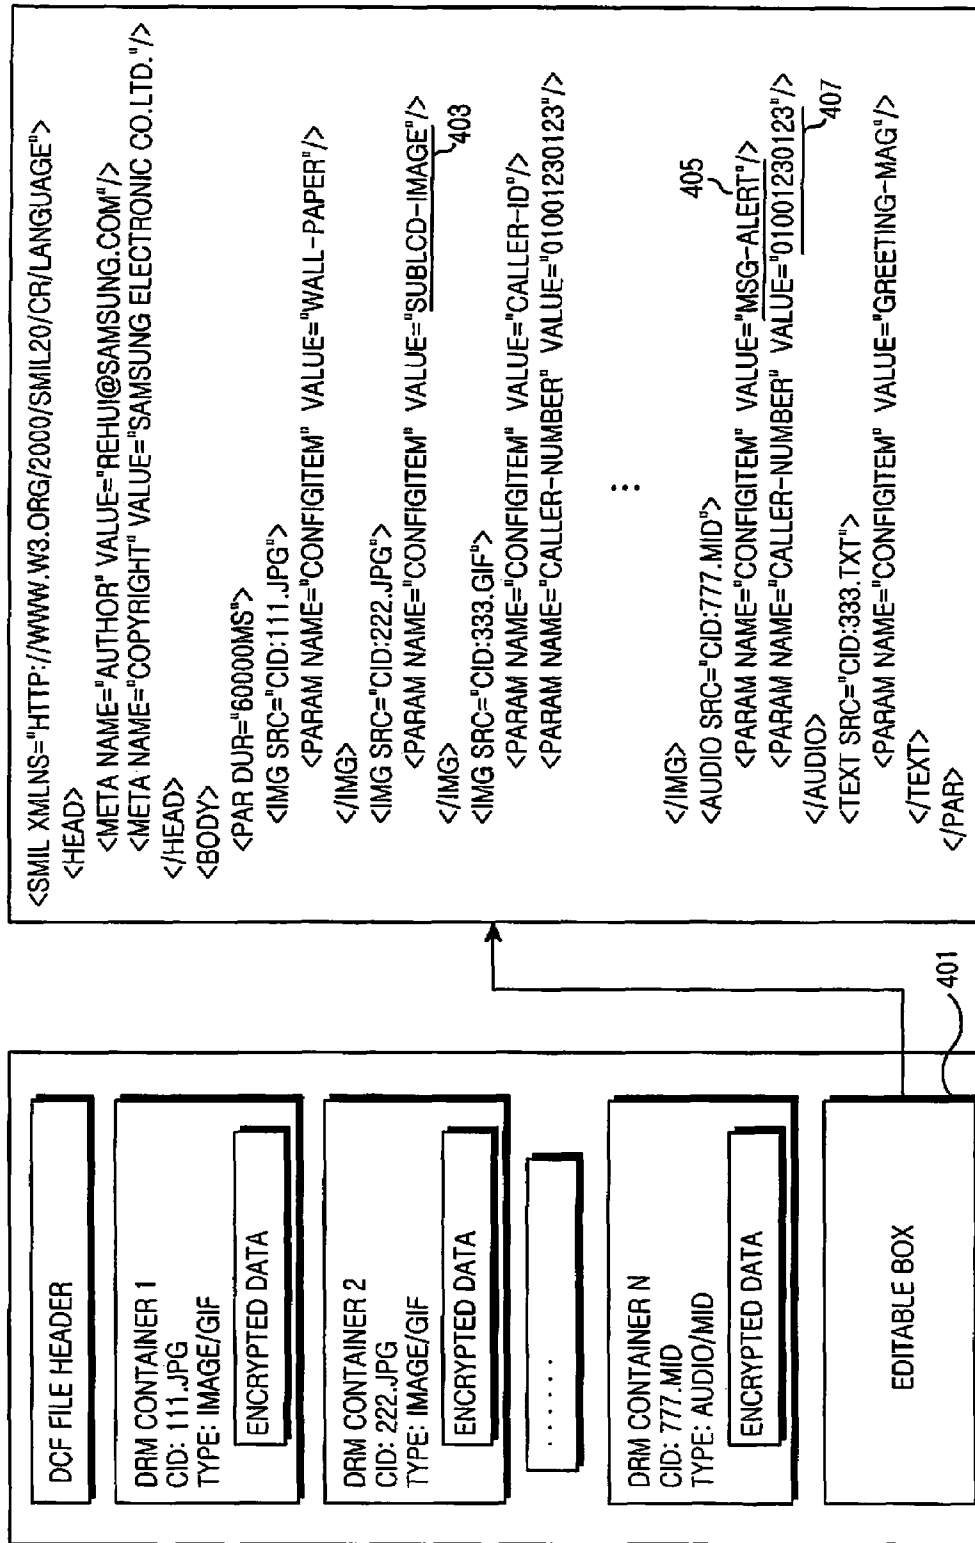 DCF FILE HEADER
DRM CONTAINER 1
CID: 111.JPG
TYPE: IMAGE/GIF
ENCRYPTED DATA
DRM CONTAINER 2
CID: 222.JPG
TYPE: IMAGE/GIF
ENCRYPTED DATA
......
DRM CONTAINER N
CID: 777.MID
TYPE: AUDIO/MID
ENCRYPTED DATA
EDITABLE BOX
401
<SMIL XMLNS="HTTP://WWW.W3.ORG/2000/SMIL20/CR/LANGUAGE">
<HEAD>
<META NAME="AUTHOR" VALUE="REHUI@SAMSUNG.COM"/>
<META NAME="COPYRIGHT" VALUE="SAMSUNG ELECTRONIC CO.LTD. "/>
</HEAD>
<BODY>
<PAR DUR="60000MS">
<IMG SRC="CID:111.JPG">
<PARAM NAME="CONFIGITEM" VALUE="WALL-PAPER"/>
</IMG>
<IMG SRC="CID:222.JPG">
<PARAM NAME="CONFIGITEM" VALUE="SUBLCD-IMAGE"/>
403
</IMG>
<IMG SRC="CID:333.GIF">
<PARAM NAME="CONFIGITEM" VALUE="CALLER-ID"/>
<PARAM NAME="CALLER-NUMBER" VALUE="01001230123"/>
...
</IMG>
<AUDIO SRC="CID:777.MID">
405
<PARAM NAME="CONFIGITEM" VALUE="MSG-ALERT"/>
<PARAM NAME="CALLER-NUMBER" VALUE="01001230123"/>
407
</AUDIO>
<TEXT SRC="CID:333.TXT">
<PARAM NAME="CONFIGITEM" VALUE="GREETING-MAG"/>
</TEXT>
</PAR>